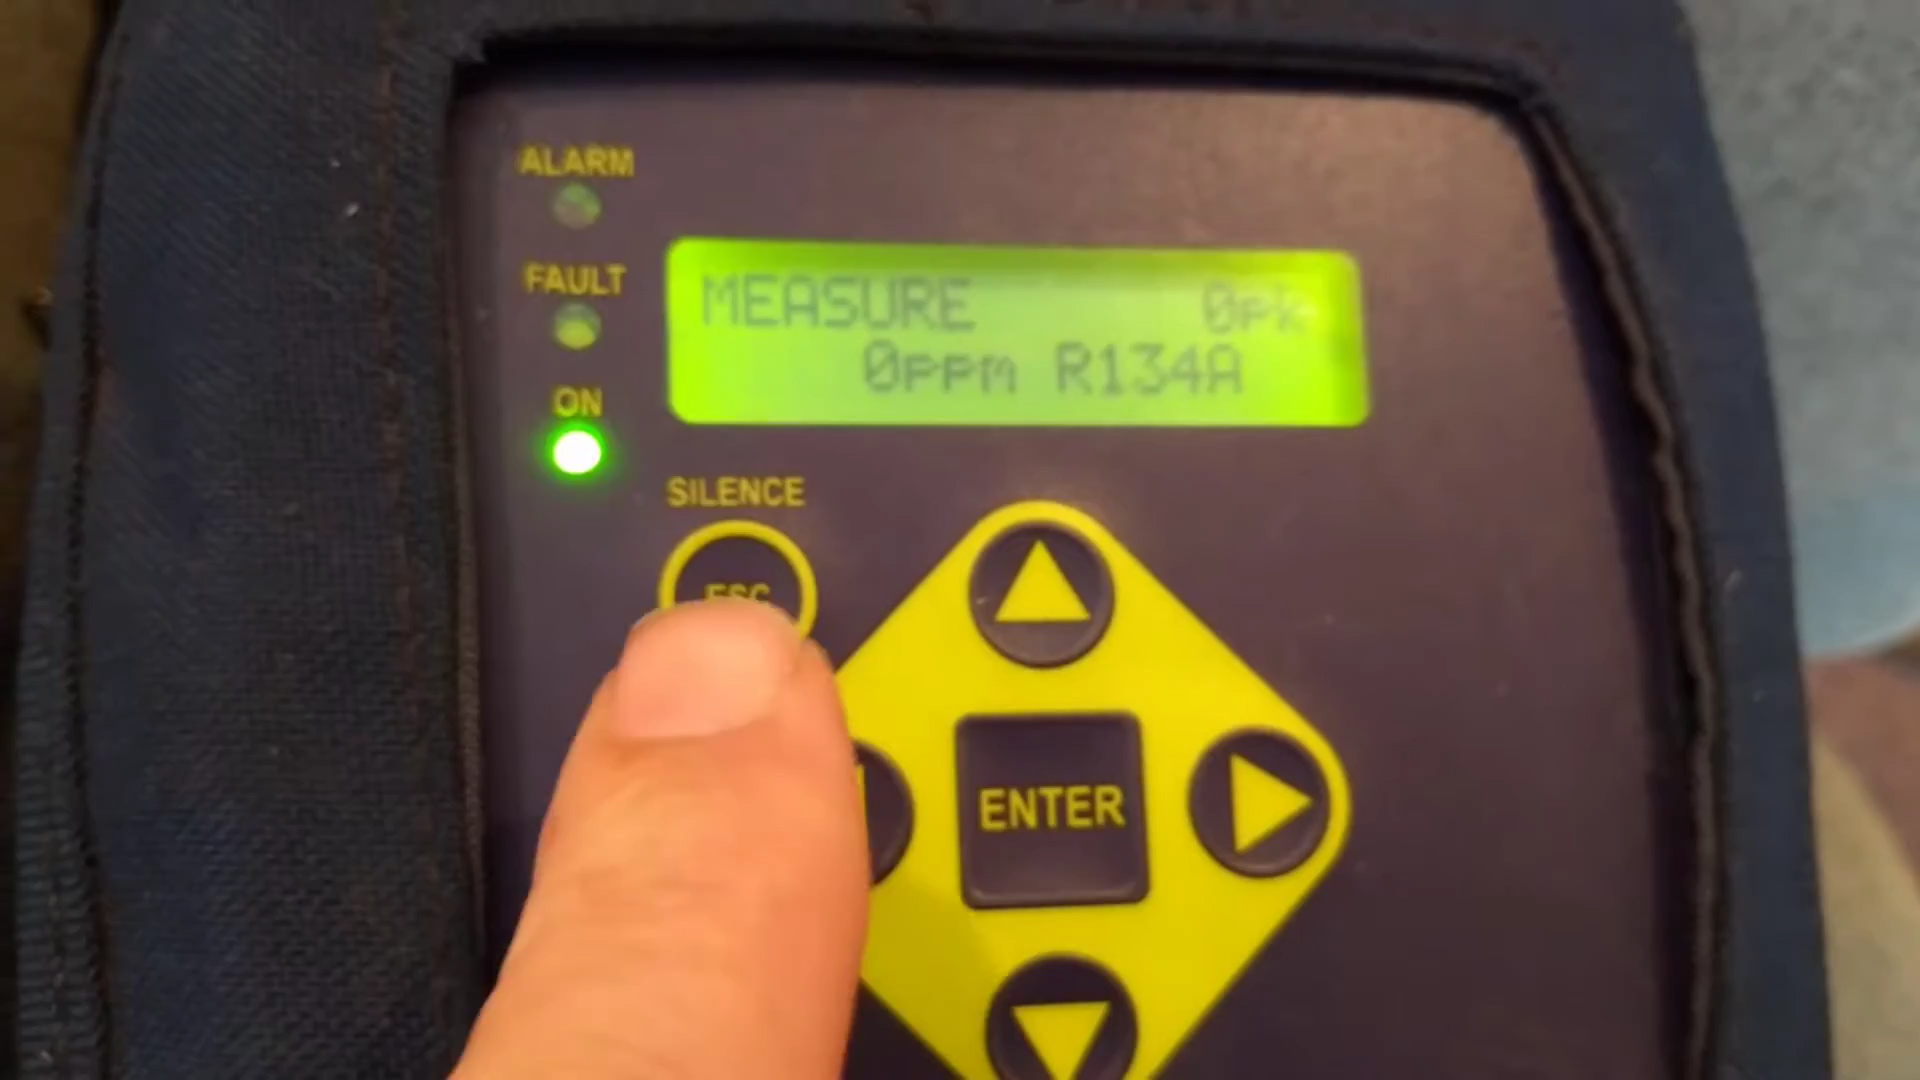 ALARM
FAULT
ON
MEASURE 0pk
0ppm R134A
SILENCE
ESC
ENTER